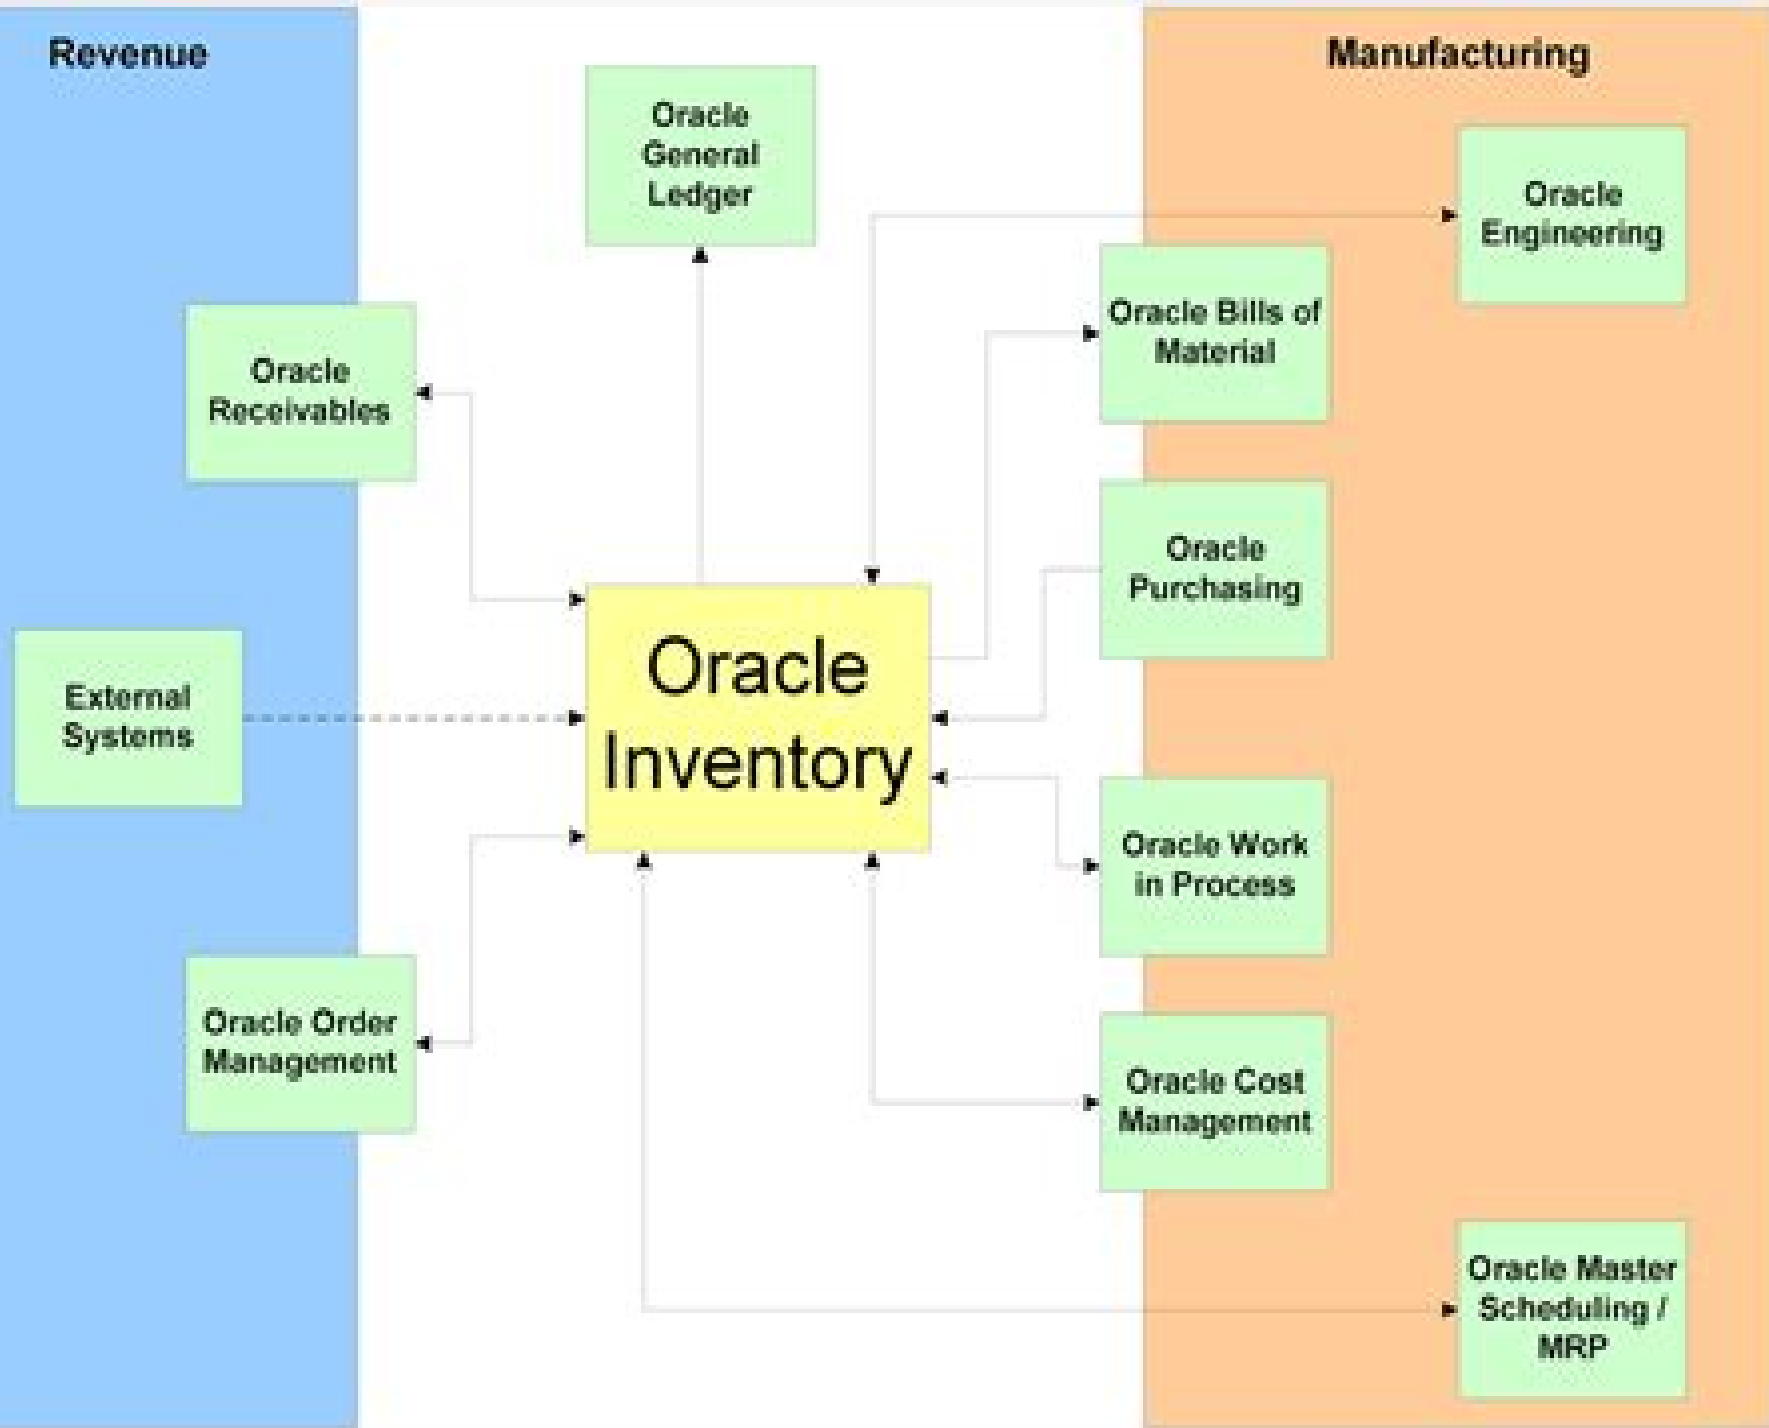 Revenue
Manufacturing
Oracle
General
Ledger
Oracle
Engineering
Oracle Bills of
Material
Oracle
Receivables
Oracle
Purchasing
Oracle
Inventory
External
Systems
Oracle Work
in Process
Oracle Order
Management
Oracle Cost
Management
Oracle Master
Scheduling /
MRP